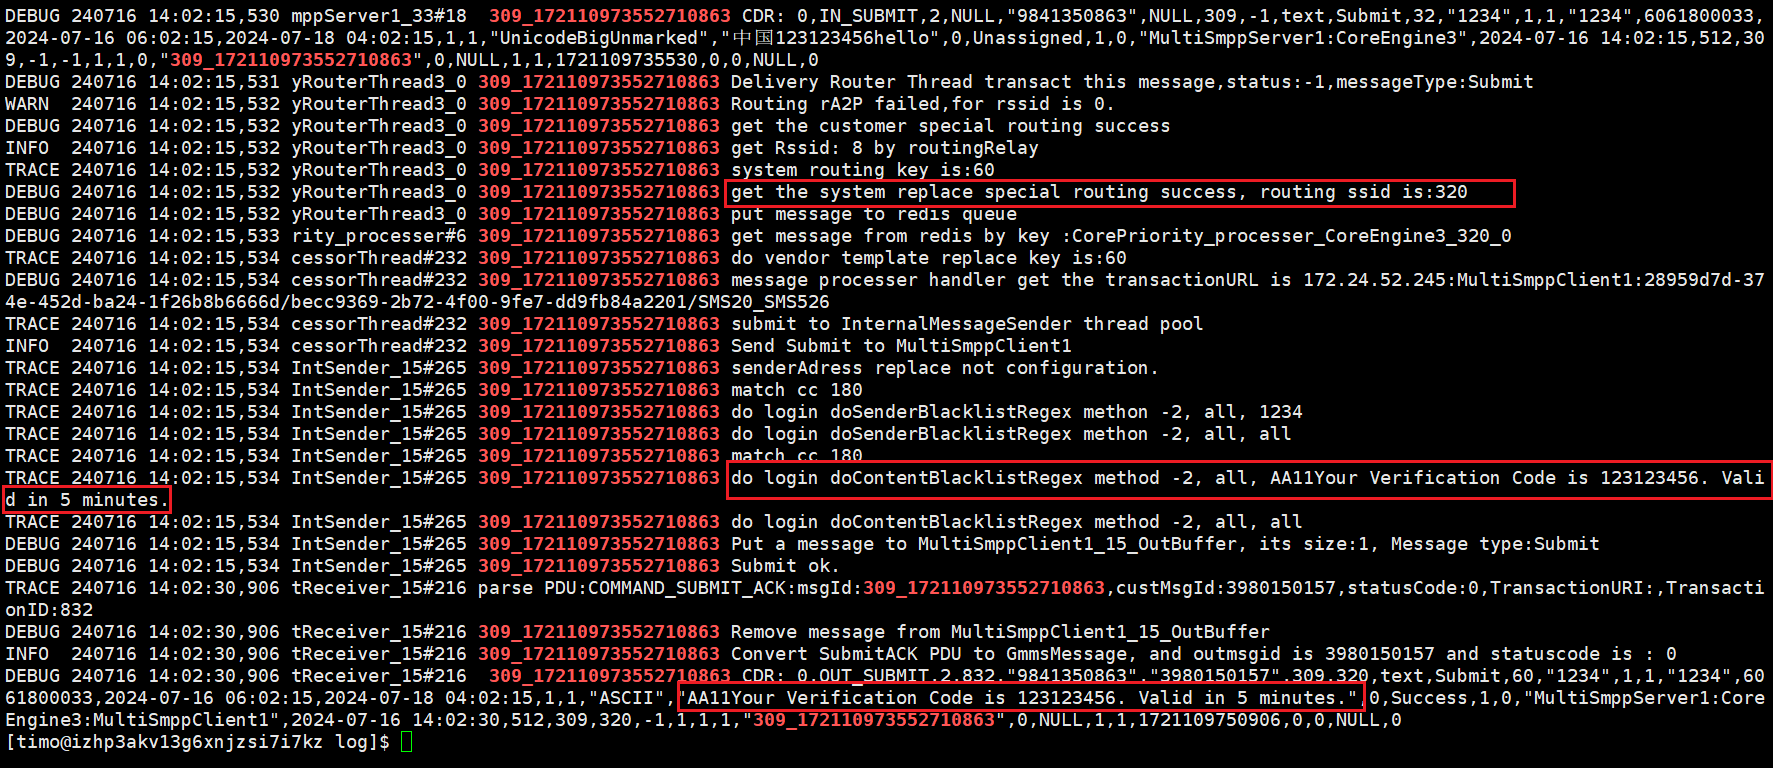 DEBUG 240716 14:02:15,530 mppServer1_33#18  309_172110973552710863 CDR: 0,IN_SUBMIT,2,NULL,"9841350863",NULL,309,-1,text,Submit,32,"1234",1,1,"1234",6061800033,
2024-07-16 06:02:15,2024-07-18 04:02:15,1,1,"UnicodeBigUnmarked","中国123123456hello",0,Unassigned,1,0,"MultiSmppServer1:CoreEngine3",2024-07-16 14:02:15,512,30
9,-1,-1,1,1,0,"309_172110973552710863",0,NULL,1,1,1721109735530,0,0,NULL,0
DEBUG 240716 14:02:15,531 yRouterThread3_0 309_172110973552710863 Delivery Router Thread transact this message,status:-1,messageType:Submit
WARN  240716 14:02:15,532 yRouterThread3_0 309_172110973552710863 Routing rA2P failed,for rssid is 0.
DEBUG 240716 14:02:15,532 yRouterThread3_0 309_172110973552710863 get the customer special routing success
INFO  240716 14:02:15,532 yRouterThread3_0 309_172110973552710863 get Rssid: 8 by routingRelay
TRACE 240716 14:02:15,532 yRouterThread3_0 309_172110973552710863 system routing key is:60
DEBUG 240716 14:02:15,532 yRouterThread3_0 309_172110973552710863 get the system replace special routing success, routing ssid is:320
DEBUG 240716 14:02:15,532 yRouterThread3_0 309_172110973552710863 put message to redis queue
DEBUG 240716 14:02:15,533 rity_processer#6 309_172110973552710863 get message from redis by key :CorePriority_processer_CoreEngine3_320_0
TRACE 240716 14:02:15,534 cessorThread#232 309_172110973552710863 do vendor template replace key is:60
DEBUG 240716 14:02:15,534 cessorThread#232 309_172110973552710863 message processer handler get the transactionURL is 172.24.52.245:MultiSmppClient1:28959d7d-37
4e-452d-ba24-1f26b8b6666d/becc9369-2b72-4f00-9fe7-dd9fb84a2201/SMS20_SMS526
TRACE 240716 14:02:15,534 cessorThread#232 309_172110973552710863 submit to InternalMessageSender thread pool
INFO  240716 14:02:15,534 cessorThread#232 309_172110973552710863 Send Submit to MultiSmppClient1
TRACE 240716 14:02:15,534 IntSender_15#265 309_172110973552710863 senderAdress replace not configuration.
TRACE 240716 14:02:15,534 IntSender_15#265 309_172110973552710863 match cc 180
TRACE 240716 14:02:15,534 IntSender_15#265 309_172110973552710863 do login doSenderBlacklistRegex methon -2, all, 1234
TRACE 240716 14:02:15,534 IntSender_15#265 309_172110973552710863 do login doSenderBlacklistRegex methon -2, all, all
TRACE 240716 14:02:15,534 IntSender_15#265 309_172110973552710863 match cc 180
TRACE 240716 14:02:15,534 IntSender_15#265 309_172110973552710863 do login doContentBlacklistRegex method -2, all, AA11Your Verification Code is 123123456. Vali
d in 5 minutes.
TRACE 240716 14:02:15,534 IntSender_15#265 309_172110973552710863 do login doContentBlacklistRegex method -2, all, all
DEBUG 240716 14:02:15,534 IntSender_15#265 309_172110973552710863 Put a message to MultiSmppClient1_15_OutBuffer, its size:1, Message type:Submit
DEBUG 240716 14:02:15,534 IntSender_15#265 309_172110973552710863 Submit ok.
TRACE 240716 14:02:30,906 tReceiver_15#216 parse PDU:COMMAND_SUBMIT_ACK:msgId:309_172110973552710863,custMsgId:3980150157,statusCode:0,TransactionURI:,Transacti
onID:832
DEBUG 240716 14:02:30,906 tReceiver_15#216 309_172110973552710863 Remove message from MultiSmppClient1_15_OutBuffer
INFO  240716 14:02:30,906 tReceiver_15#216 309_172110973552710863 Convert SubmitACK PDU to GmmsMessage, and outmsgid is 3980150157 and statuscode is : 0
DEBUG 240716 14:02:30,906 tReceiver_15#216  309_172110973552710863 CDR: 0,OUT_SUBMIT,2,832,"9841350863","3980150157",309,320,text,Submit,60,"1234",1,1,"1234",60
61800033,2024-07-16 06:02:15,2024-07-18 04:02:15,1,1,"ASCII","AA11Your Verification Code is 123123456. Valid in 5 minutes.",0,Success,1,0,"MultiSmppServer1:Core
Engine3:MultiSmppClient1",2024-07-16 14:02:30,512,309,320,-1,1,1,1,"309_172110973552710863",0,NULL,1,1,1721109750906,0,0,NULL,0
[timo@izhp3akv13g6xnjzsi7i7kz log]$